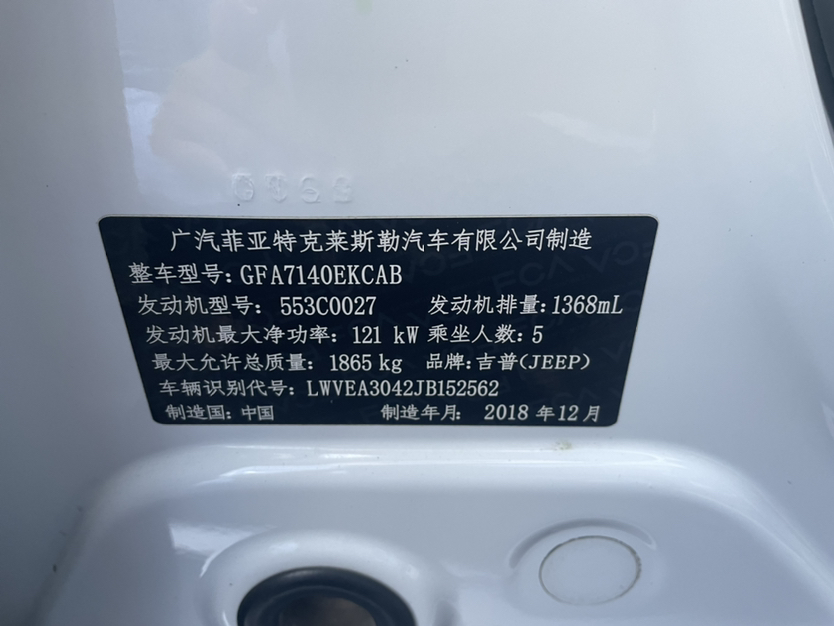 广汽菲亚特克莱斯勒汽车有限公司制造
整车型号:GFA7140EKCAB
发动机型号: 553C0027 发动机排量:1368mL
发动机最大净功率: 121 kW 乘坐人数:5
最大允许总质量: 1865 kg 品牌:吉普(JEEP)
车辆识别代号: LWVEA3042JB152562
制造国:中国 制造年月: 2018 年12月